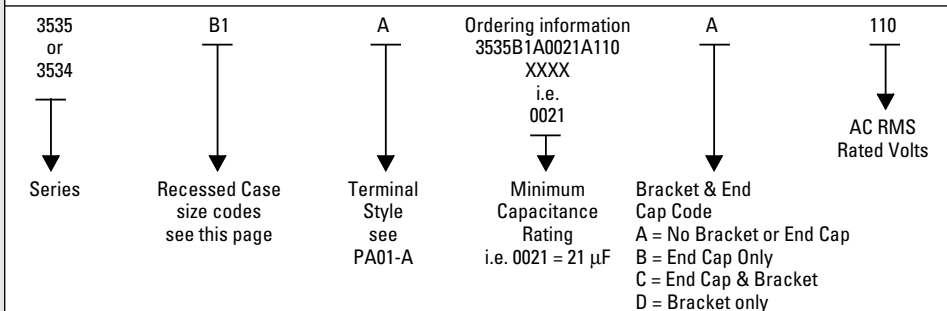 Ordering information
3535B1A0021A110
3535
or
3534
Series
B1
Recessed Case
size codes
see this page
A
Terminal
Style
see
PA01-A
XXXX
i.e.
0021
Minimum
Capacitance
Rating
i.e. 0021 = 21 µF
A
Bracket & End
Cap Code
A = No Bracket or End Cap
B = End Cap Only
C = End Cap & Bracket
D = Bracket only
110
AC RMS
Rated Volts